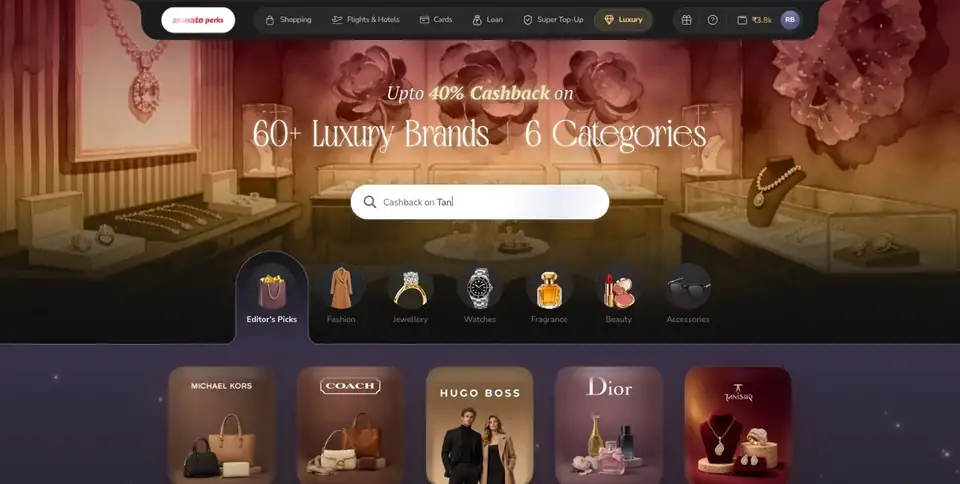 perks
Shopping
Flights & Hotels
Cards
Loan
Super Top-Up
Luxury
₹3.8k
RB
Upto 40% Cashback on
60+ Luxury Brands | 6 Categories
Cashback on Tan
Editor's Picks
Fashion
Jewellery
Watches
Fragrance
Beauty
Accessories
MICHAEL KORS
COACH
HUGO BOSS
Dior
TANISHQ